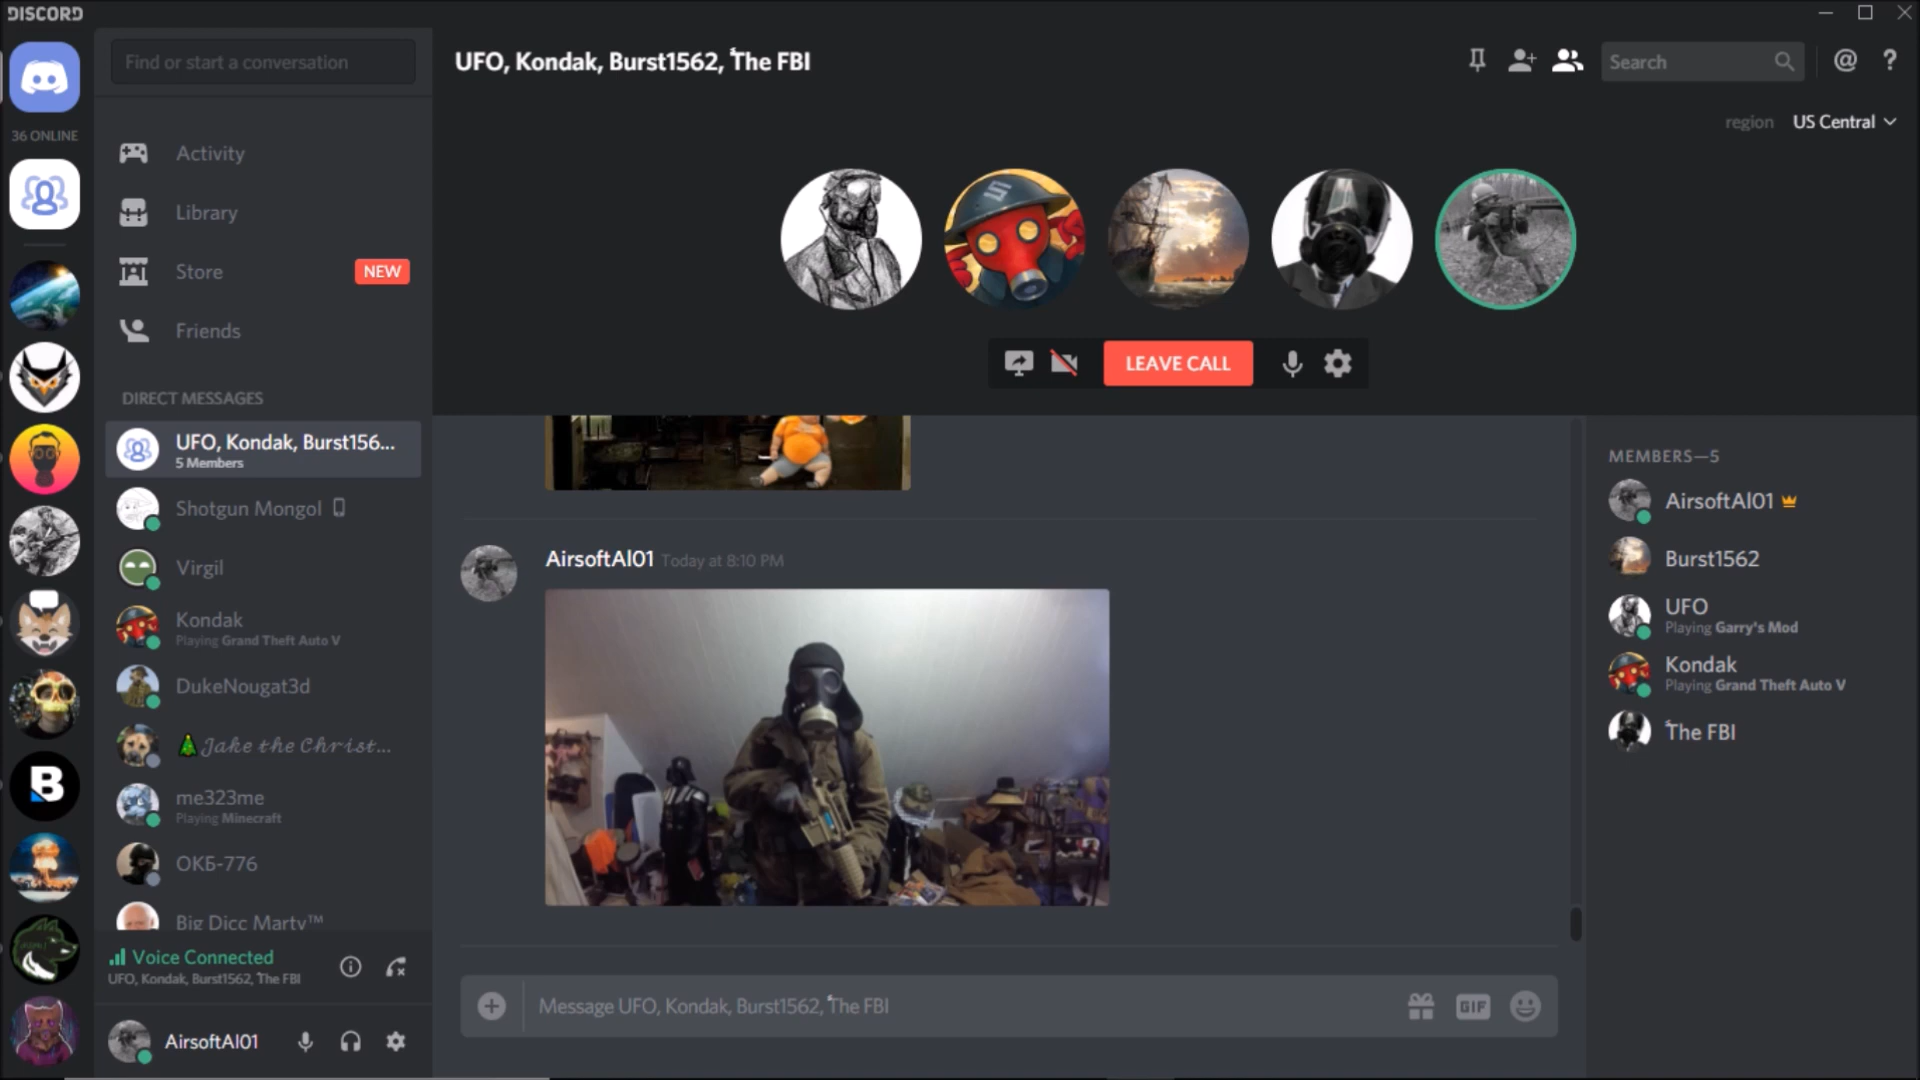 DISCORD
Find or start a conversation
UFO, Kondak, Burst1562, The FBI
Search
36 ONLINE
region US Central
Activity
Library
Store NEW
Friends
LEAVE CALL
DIRECT MESSAGES
UFO, Kondak, Burst156...
5 Members
Shotgun Mongol
Virgil
Kondak
Playing Grand Theft Auto V
DukeNougat3d
🎄Jake the Christ...
me323me
Playing Minecraft
ОКБ-776
Big Dicc Marty™
Voice Connected
UFO, Kondak, Burst1562, The FBI
AirsoftAl01
AirsoftAl01 Today at 8:10 PM
Message UFO, Kondak, Burst1562, The FBI
GIF
MEMBERS—5
AirsoftAl01
Burst1562
UFO
Playing Garry's Mod
Kondak
Playing Grand Theft Auto V
The FBI